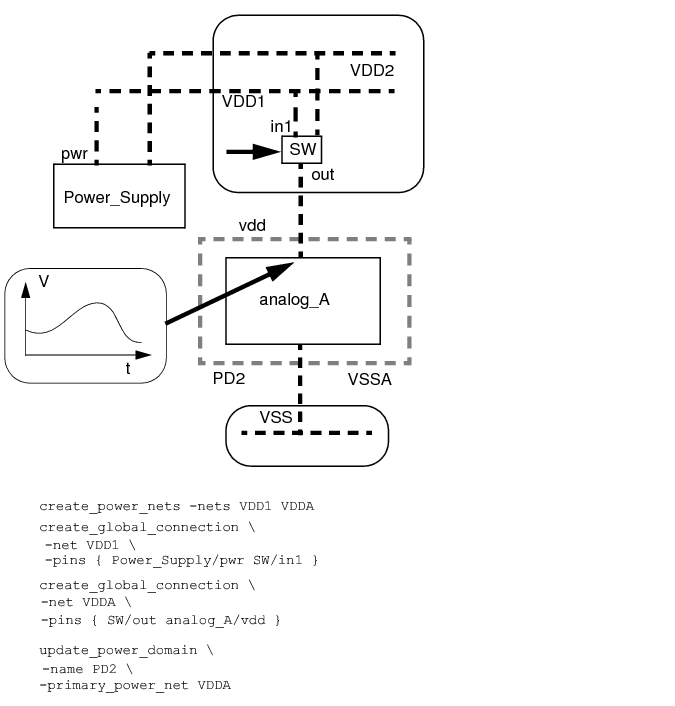 VDD2
VDD1
in1
pwr
SW
out
Power_Supply
vdd
V
analog_A
t
PD2
VSSA
VSS
create_power_nets -nets VDD1 VDDA
create_global_connection \
-net VDD1 \
-pins { Power_Supply/pwr SW/in1 }
create_global_connection \
-net VDDA \
-pins { SW/out analog_A/vdd }
update_power_domain \
-name PD2 \
-primary_power_net VDDA